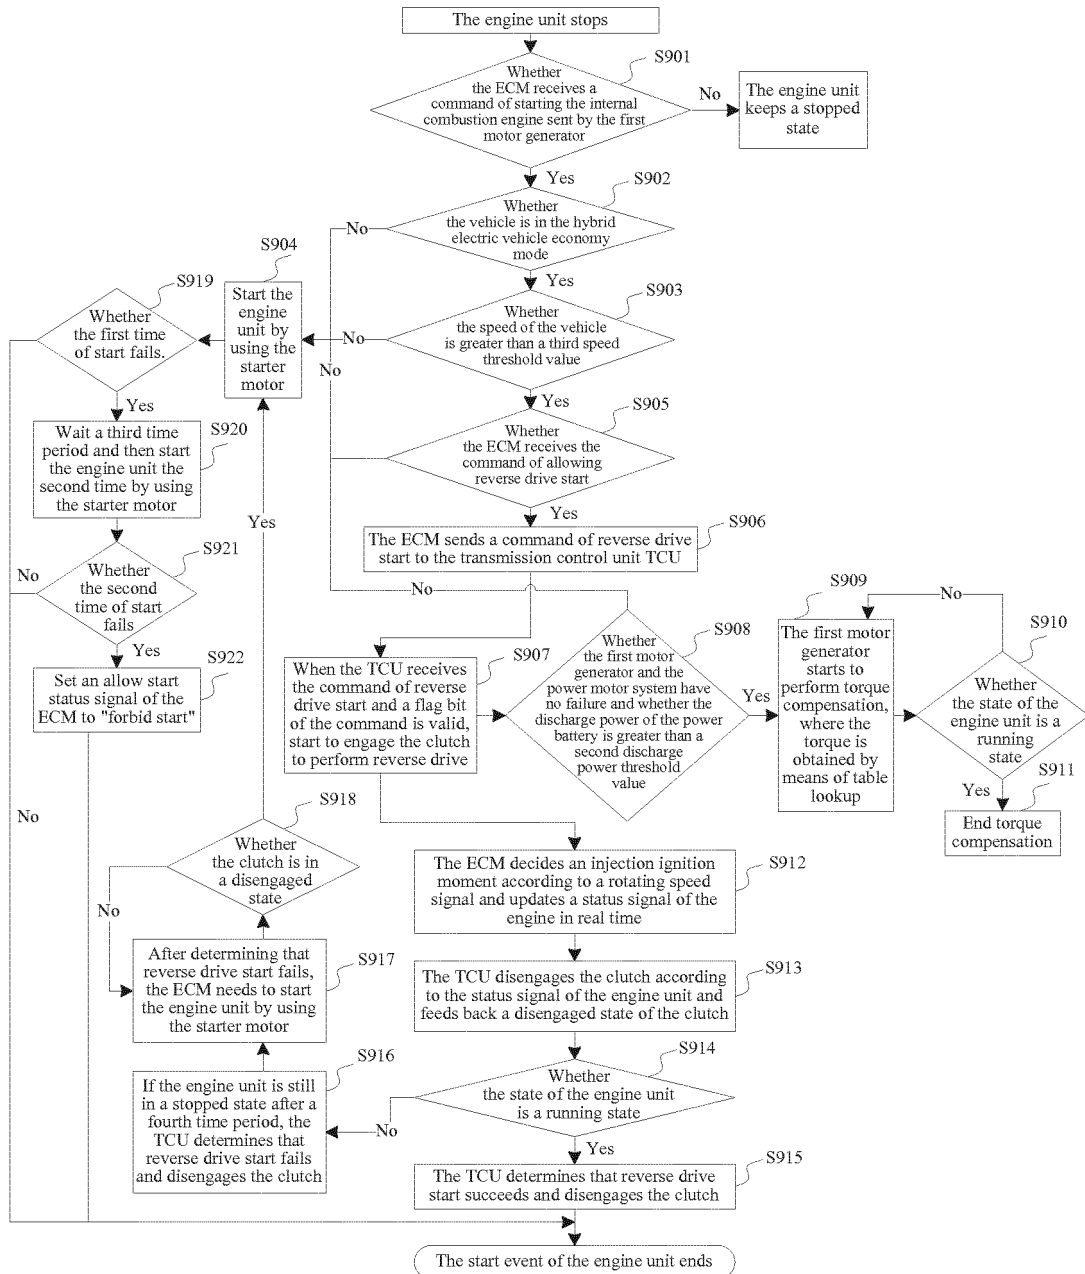 The engine unit stops
S901
Whether
the ECM receives a
command of starting the internal
combustion engine sent by the first
motor generator
No
The engine unit
keeps a stopped
state
Yes
S902
Whether
the vehicle is in the hybrid
electric vehicle economy
mode
No
Yes
S903
Whether
the speed of the vehicle
is greater than a third speed
threshold value
No
No
S904
Start the
engine
unit by
using the
starter
motor
S919
Whether
the first time
of start fails.
Yes
S905
Whether
the ECM receives the
command of allowing
reverse drive start
Yes
Wait a third time
period and then start
the engine unit the
second time by using
the starter motor
S920
Yes
Yes
S906
The ECM sends a command of reverse drive
start to the transmission control unit TCU
No
S921
Whether
the second
time of start
fails
No
Yes
S922
Set an allow start
status signal of the
ECM to "forbid start"
No
S907
When the TCU receives
the command of reverse
drive start and a flag bit
of the command is valid,
start to engage the clutch
to perform reverse drive
S908
Whether
the first motor
generator and the
power motor system have
no failure and whether the
discharge power of the power
battery is greater than a
second discharge
power threshold
value
No
Yes
S909
The first motor
generator
starts to
perform torque
compensation,
where the
torque is
obtained by
means of table
lookup
No
S910
Whether
the state of the
engine unit is a
running
state
Yes
S911
End torque
compensation
S912
The ECM decides an injection ignition
moment according to a rotating speed
signal and updates a status signal of the
engine in real time
S918
Whether
the clutch is in
a disengaged
state
No
S913
The TCU disengages the clutch according
to the status signal of the engine unit and
feeds back a disengaged state of the clutch
S917
After determining that
reverse drive start fails,
the ECM needs to start
the engine unit by using
the starter motor
S914
Whether
the state of the engine unit
is a running state
No
S916
If the engine unit is still
in a stopped state after a
fourth time period, the
TCU determines that
reverse drive start fails
and disengages the clutch
Yes
S915
The TCU determines that reverse drive
start succeeds and disengages the clutch
The start event of the engine unit ends